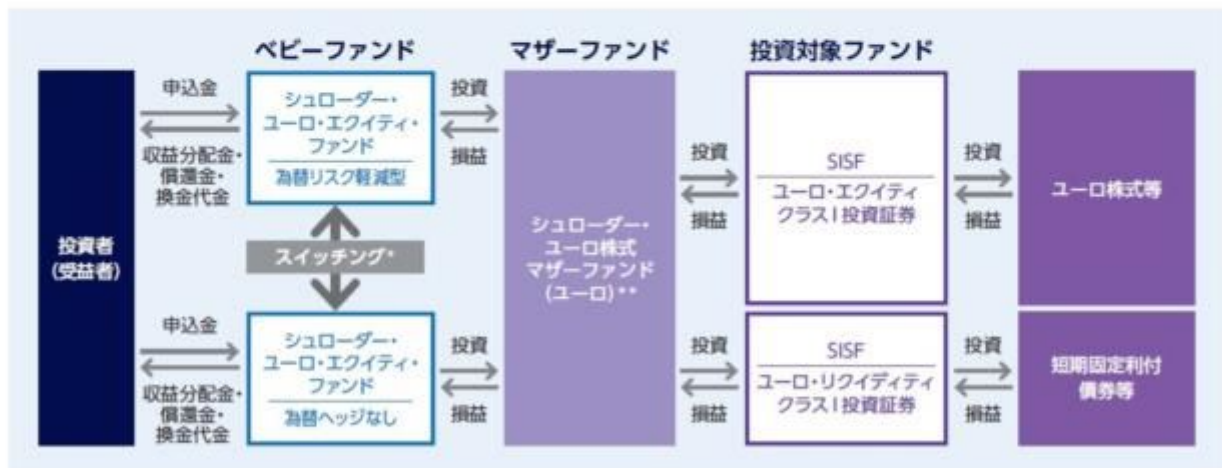 ベビーファンド
マザーファンド
投資対象ファンド
投資者
(受益者)
申込金
収益分配金・
償還金・
換金代金
シュローダー・
ユーロ・エクイティ・
ファンド
為替リスク軽減型
投資
損益
スイッチング*
申込金
収益分配金・
償還金・
換金代金
シュローダー・
ユーロ・エクイティ・
ファンド
為替ヘッジなし
投資
損益
シュローダー・
ユーロ株式
マザーファンド
(ユーロ)**
投資
損益
SISF
ユーロ・エクイティ
クラスI投資証券
投資
損益
ユーロ株式等
投資
損益
SISF
ユーロ・リクイディティ
クラスI投資証券
投資
損益
短期固定利付
債券等